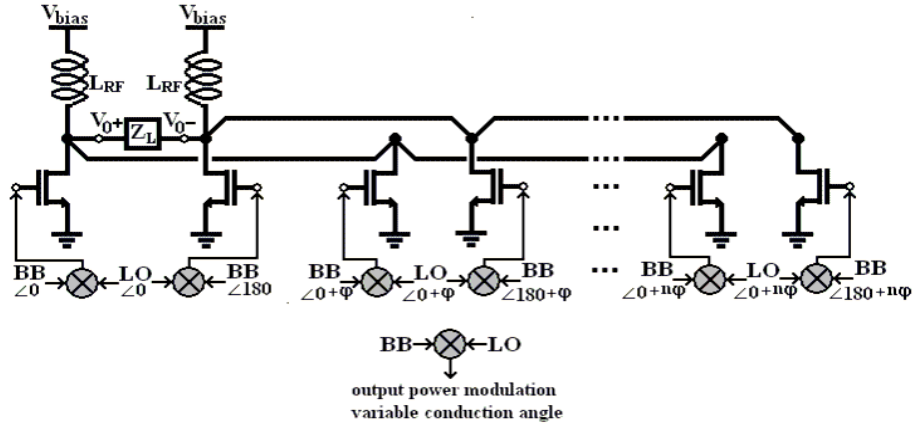 Vbias Vbias
LRF LRF
V0+ ZL V0−
BB LO BB BB LO BB BB LO BB
∠0 ∠0 ∠180 ∠0+φ ∠0+φ ∠180+φ ∠0+nφ ∠0+nφ ∠180+nφ
BB LO
output power modulation
variable conduction angle